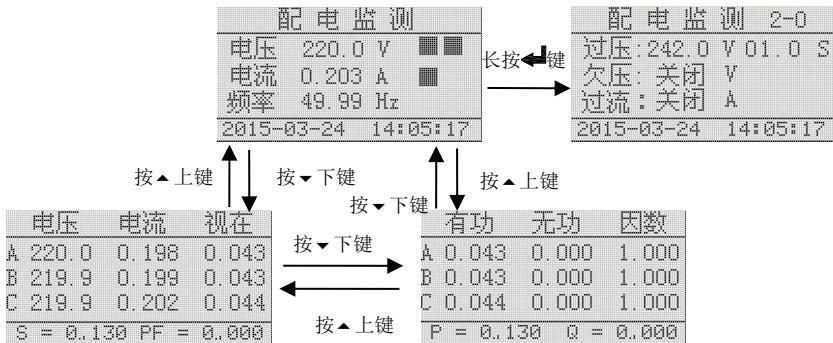 配 电 监 测
电压 220.0 V
电流 0.203 A
频率 49.99 Hz
2015-03-24 14:05:17
长按 键
配 电 监 测 2-0
过压:242.0 V 01.0 S
欠压:关闭 V
过流:关闭 A
2015-03-24 14:05:17
按▲上键
按▼下键
按▼下键
按▲上键
电压 电流 视在
A 220.0 0.198 0.043
B 219.9 0.199 0.043
C 219.9 0.202 0.044
S = 0.130 PF = 0.000
按▼下键
按▲上键
有功 无功 因数
A 0.043 0.000 1.000
B 0.043 0.000 1.000
C 0.044 0.000 1.000
P = 0.130 Q = 0.000